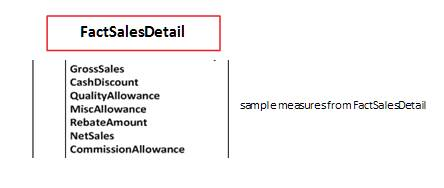 FactSalesDetail
GrossSales
CashDiscount
QualityAllowance
MiscAllowance
RebateAmount
NetSales
CommissionAllowance
sample measures from FactSalesDetail